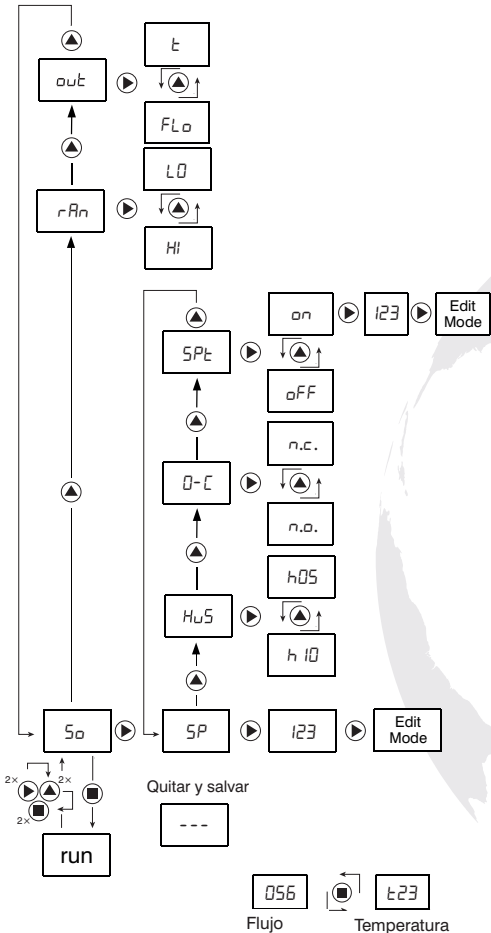 t
out
FLo
LO
rAn
HI
on
123
Edit
Mode
SPt
oFF
n.c.
O-C
n.o.
h05
HuS
h 10
So
SP
123
Edit
Mode
2×
2×
2×
Quitar y salvar
---
run
056
t23
Flujo
Temperatura